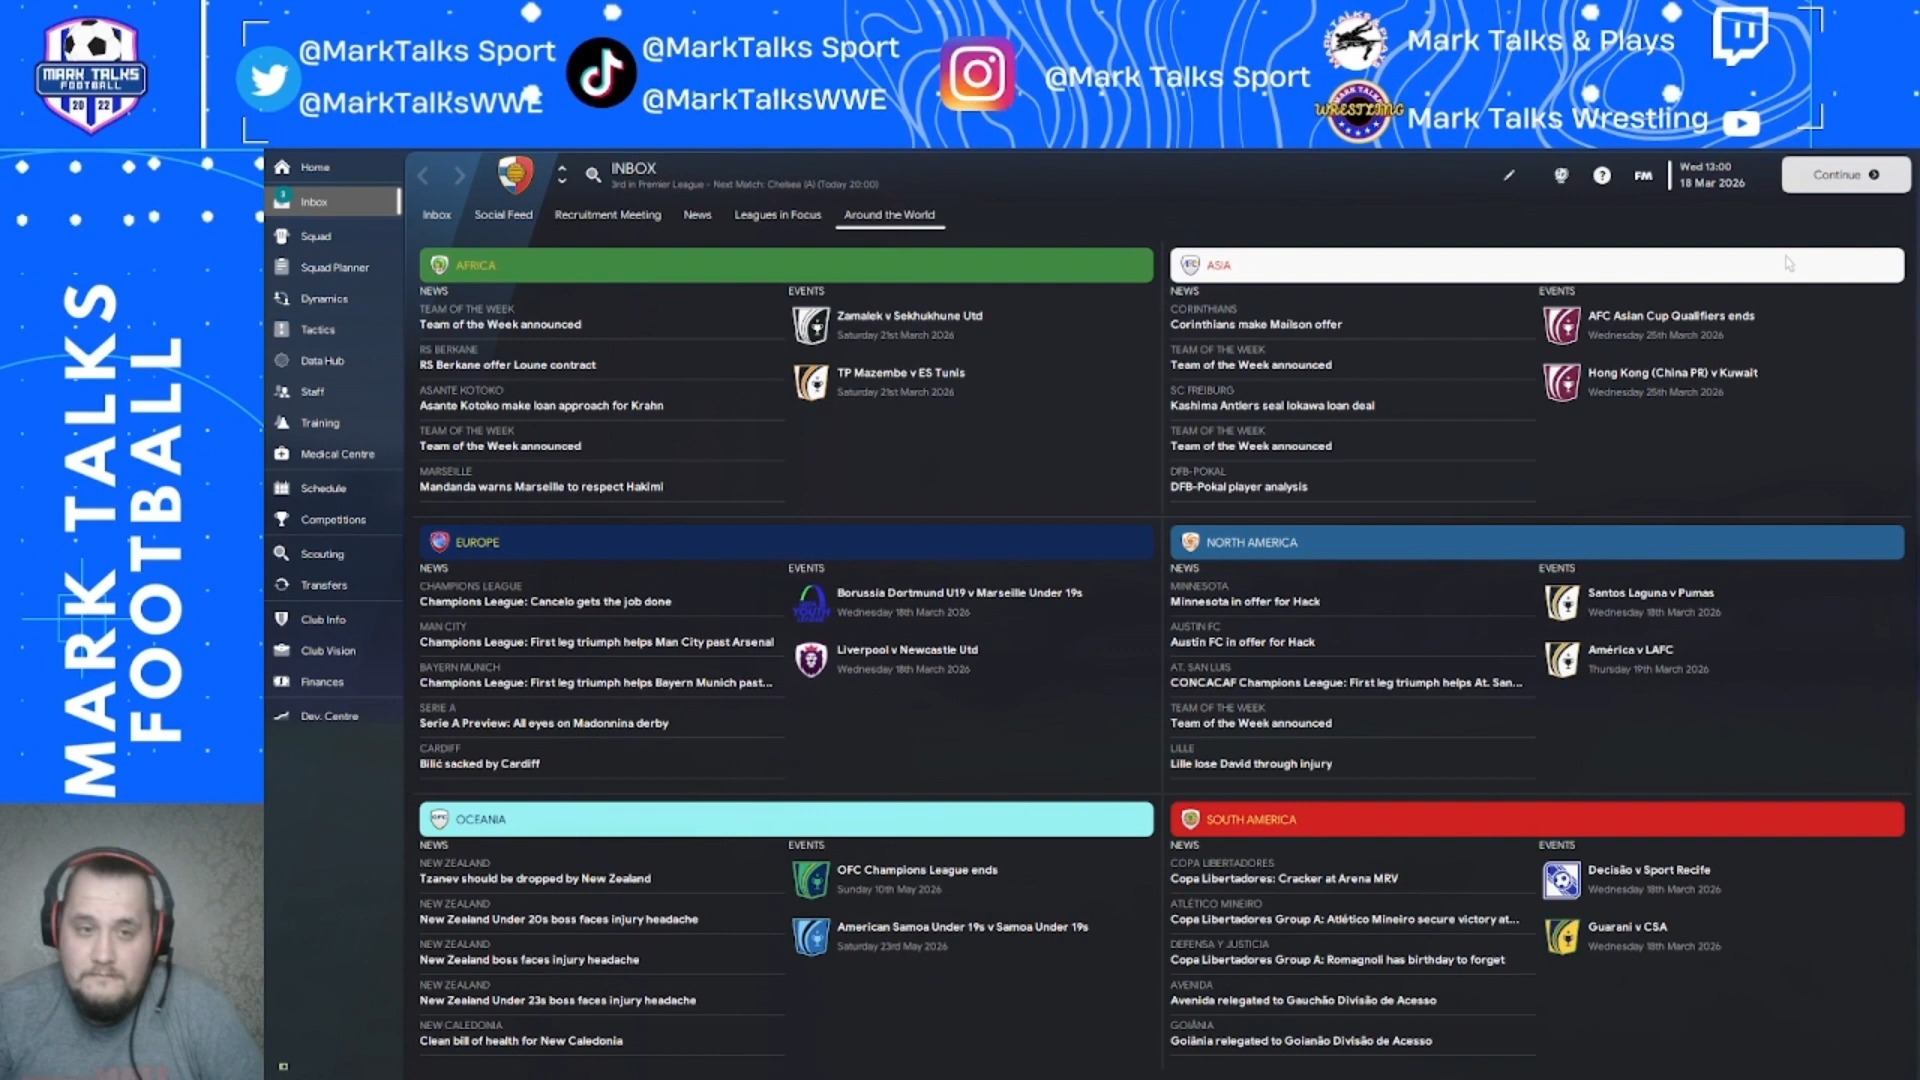 MARK TALKS
FOOTBALL
20 22
@MarkTalks Sport
@MarkTalksWWE
@MarkTalks Sport
@MarkTalksWWE
@Mark Talks Sport
Mark Talks & Plays
WRESTLING
Mark Talks Wrestling
MARK TALKS
FOOTBALL
Home
3
Inbox
Squad
Squad Planner
Dynamics
Tactics
Data Hub
Staff
Training
Medical Centre
Schedule
Competitions
Scouting
Transfers
Club Info
Club Vision
Finances
Dev. Centre
INBOX
3rd in Premier League - Next Match: Chelsea (A) (Today 20:00)
FM
Wed 13:00
18 Mar 2026
Continue
Inbox
Social Feed
Recruitment Meeting
News
Leagues in Focus
Around the World
AFRICA
NEWS
TEAM OF THE WEEK
Team of the Week announced
RS BERKANE
RS Berkane offer Loune contract
ASANTE KOTOKO
Asante Kotoko make loan approach for Krahn
TEAM OF THE WEEK
Team of the Week announced
MARSEILLE
Mandanda warns Marseille to respect Hakimi
EVENTS
Zamalek v Sekhukhune Utd
Saturday 21st March 2026
TP Mazembe v ES Tunis
Saturday 21st March 2026
AFC
ASIA
NEWS
CORINTHIANS
Corinthians make Mailson offer
TEAM OF THE WEEK
Team of the Week announced
SC FREIBURG
Kashima Antlers seal Iokawa loan deal
TEAM OF THE WEEK
Team of the Week announced
DFB-POKAL
DFB-Pokal player analysis
EVENTS
AFC Asian Cup Qualifiers ends
Wednesday 25th March 2026
Hong Kong (China PR) v Kuwait
Wednesday 25th March 2026
EUROPE
NEWS
CHAMPIONS LEAGUE
Champions League: Cancelo gets the job done
MAN CITY
Champions League: First leg triumph helps Man City past Arsenal
BAYERN MUNICH
Champions League: First leg triumph helps Bayern Munich past...
SERIE A
Serie A Preview: All eyes on Madonnina derby
CARDIFF
Bilić sacked by Cardiff
EVENTS
Borussia Dortmund U19 v Marseille Under 19s
Wednesday 18th March 2026
Liverpool v Newcastle Utd
Wednesday 18th March 2026
NORTH AMERICA
NEWS
MINNESOTA
Minnesota in offer for Hack
AUSTIN FC
Austin FC in offer for Hack
AT. SAN LUIS
CONCACAF Champions League: First leg triumph helps At. San...
TEAM OF THE WEEK
Team of the Week announced
LILLE
Lille lose David through injury
EVENTS
Santos Laguna v Pumas
Wednesday 18th March 2026
América v LAFC
Thursday 19th March 2026
OFC
OCEANIA
NEWS
NEW ZEALAND
Tzanev should be dropped by New Zealand
NEW ZEALAND
New Zealand Under 20s boss faces injury headache
NEW ZEALAND
New Zealand boss faces injury headache
NEW ZEALAND
New Zealand Under 23s boss faces injury headache
NEW CALEDONIA
Clean bill of health for New Caledonia
EVENTS
OFC Champions League ends
Sunday 10th May 2026
American Samoa Under 19s v Samoa Under 19s
Saturday 23rd May 2026
SOUTH AMERICA
NEWS
COPA LIBERTADORES
Copa Libertadores: Cracker at Arena MRV
ATLÉTICO MINEIRO
Copa Libertadores Group A: Atlético Mineiro secure victory at...
DEFENSA Y JUSTICIA
Copa Libertadores Group A: Romagnoli has birthday to forget
AVENIDA
Avenida relegated to Gauchão Divisão de Acesso
GOIÂNIA
Goiânia relegated to Goianão Divisão de Acesso
EVENTS
Decisão v Sport Recife
Wednesday 18th March 2026
Guarani v CSA
Wednesday 18th March 2026